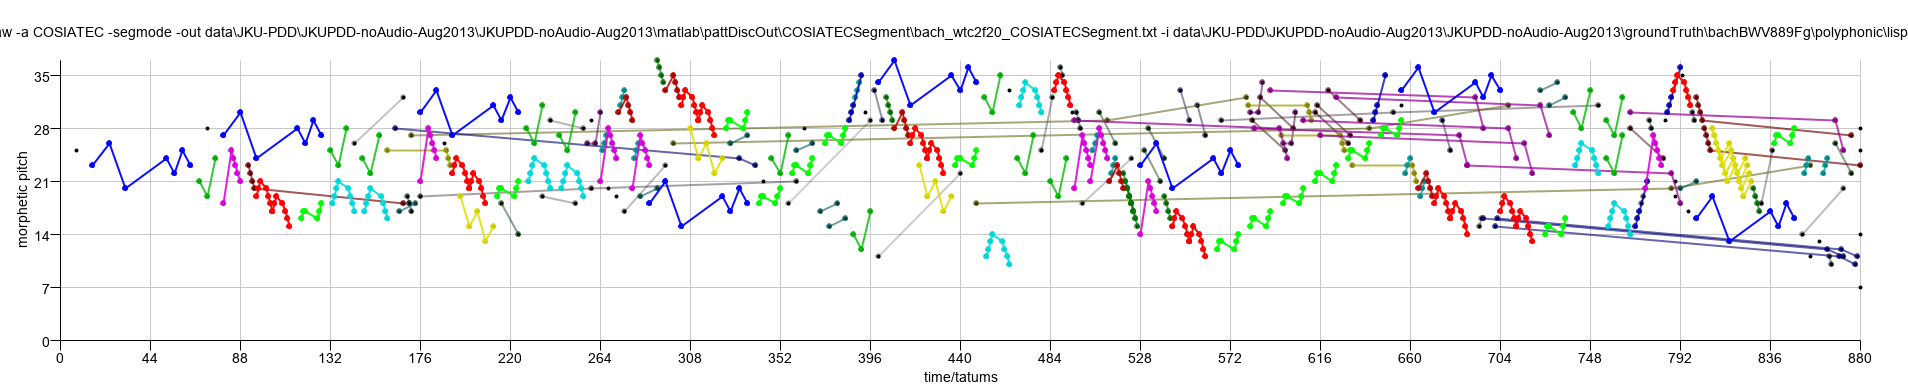 aw -a COSIATEC -segmode -out data\JKU-PDD\JKUPDD-noAudio-Aug2013\JKUPDD-noAudio-Aug2013\matlab\pattDiscOut\COSIATECSegment\bach_wtc2f20_COSIATECSegment.txt -i data\JKU-PDD\JKUPDD-noAudio-Aug2013\JKUPDD-noAudio-Aug2013\groundTruth\bachBWV889Fg\polyphonic\lisp
morphetic pitch
35
28
21
14
7
0
0 44 88 132 176 220 264 308 352 396 440 484 528 572 616 660 704 748 792 836 880
time/tatums